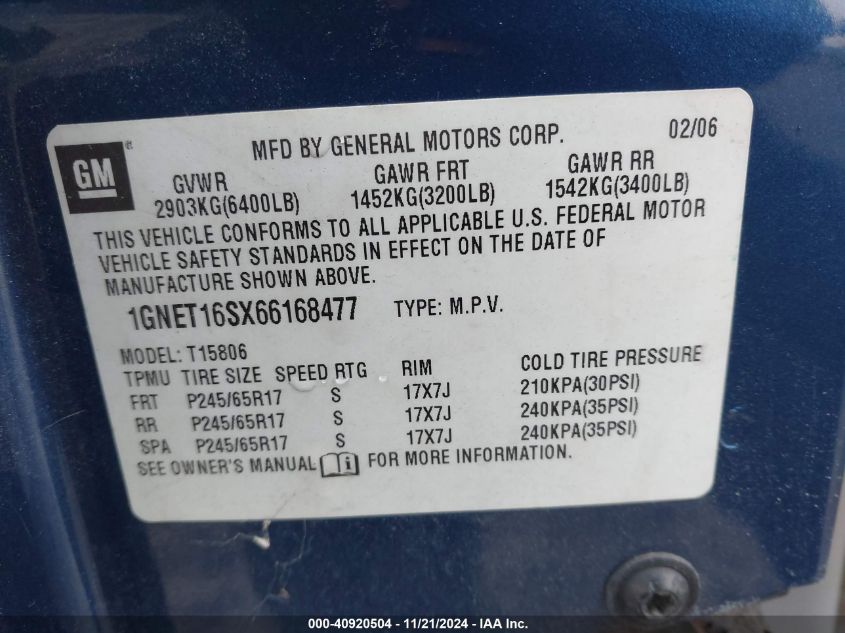 GM®
MFD BY GENERAL MOTORS CORP. 02/06
GVWR GAWR FRT GAWR RR
2903KG(6400LB) 1452KG(3200LB) 1542KG(3400LB)
THIS VEHICLE CONFORMS TO ALL APPLICABLE U.S. FEDERAL MOTOR
VEHICLE SAFETY STANDARDS IN EFFECT ON THE DATE OF
MANUFACTURE SHOWN ABOVE.
1GNET16SX66168477 TYPE: M.P.V.
MODEL: T15806
TPMU TIRE SIZE SPEED RTG RIM COLD TIRE PRESSURE
FRT P245/65R17 S 17X7J 210KPA(30PSI)
RR P245/65R17 S 17X7J 240KPA(35PSI)
SPA P245/65R17 S 17X7J 240KPA(35PSI)
SEE OWNER'S MANUAL i FOR MORE INFORMATION.
000-40920504 - 11/21/2024 - IAA Inc.